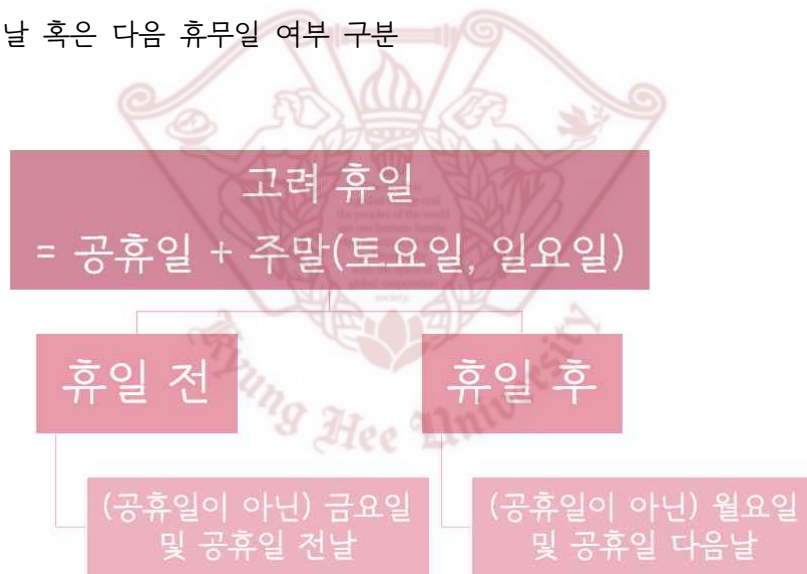 날 혹은 다음 휴무일 여부 구분
고려 휴일
= 공휴일 + 주말(토요일, 일요일)
휴일 전
휴일 후
(공휴일이 아닌) 금요일
및 공휴일 전날
(공휴일이 아닌) 월요일
및 공휴일 다음날
Kyung Hee University